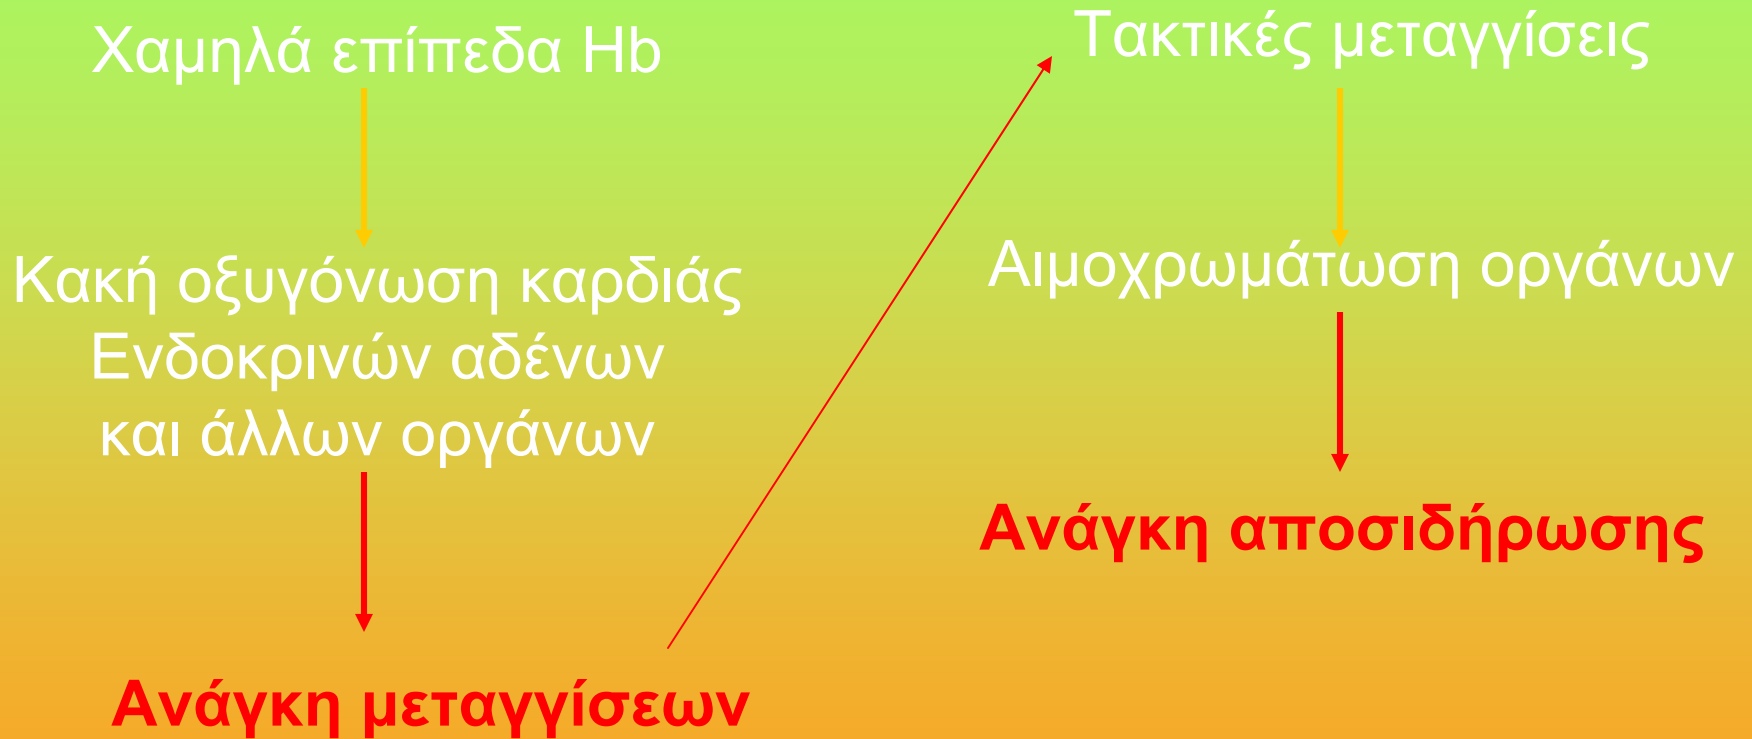 Χαμηλά επίπεδα Hb
Κακή οξυγόνωση καρδιάς
Ενδοκρινών αδένων
και άλλων οργάνων
Ανάγκη μεταγγίσεων
Τακτικές μεταγγίσεις
Αιμοχρωμάτωση οργάνων
Ανάγκη αποσιδήρωσης